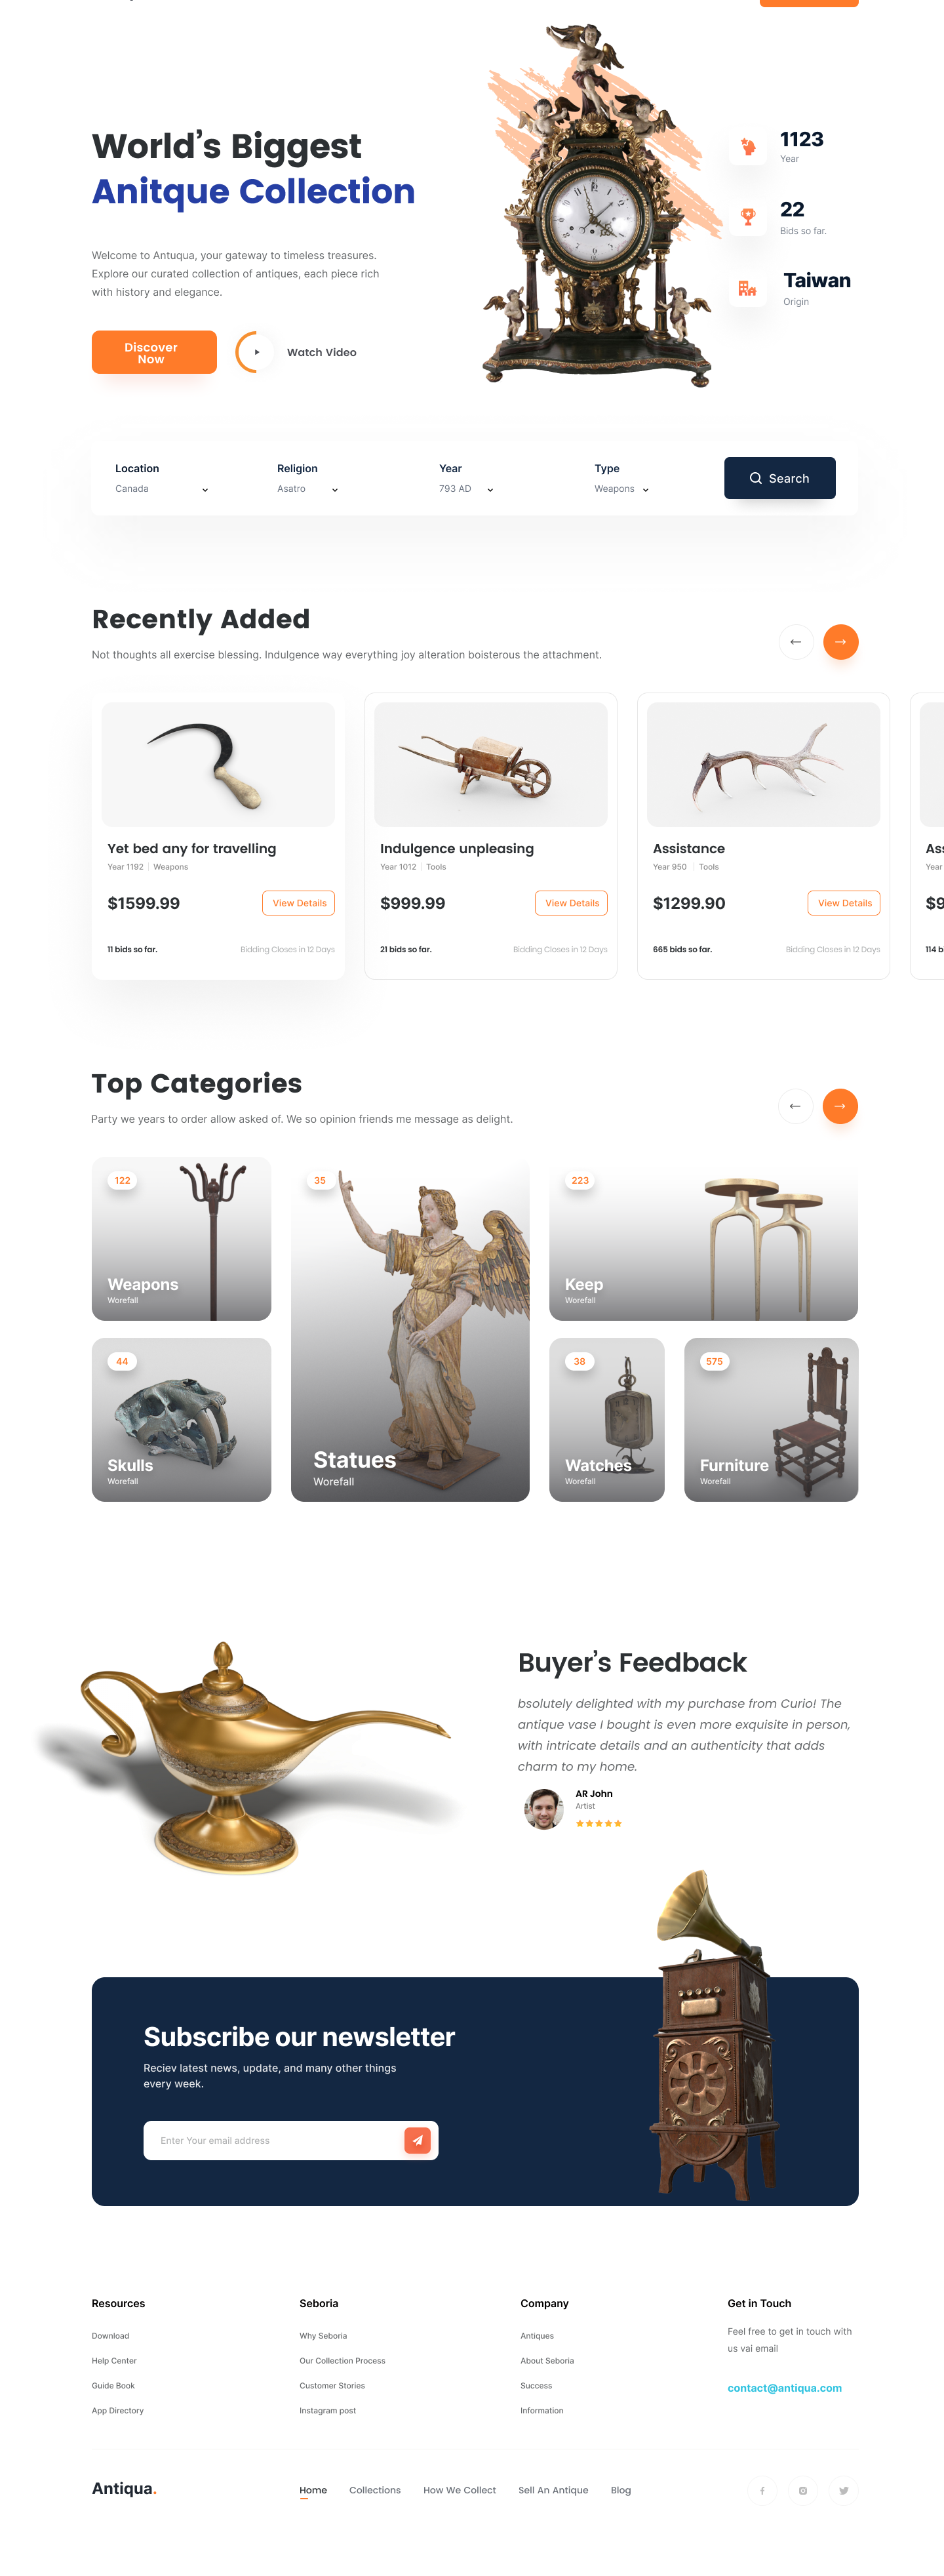 World's Biggest
Anitque Collection
Welcome to Antuqua, your gateway to timeless treasures.
Explore our curated collection of antiques, each piece rich
with history and elegance.
Discover
Now
Watch Video
1123
Year
22
Bids so far.
Taiwan
Origin
Location
Canada
Religion
Asatro
Year
793 AD
Type
Weapons
Search
Recently Added
Not thoughts all exercise blessing. Indulgence way everything joy alteration boisterous the attachment.
Yet bed any for travelling
Year 1192 | Weapons
$1599.99
View Details
11 bids so far.
Bidding Closes in 12 Days
Indulgence unpleasing
Year 1012 | Tools
$999.99
View Details
21 bids so far.
Bidding Closes in 12 Days
Assistance
Year 950 | Tools
$1299.90
View Details
665 bids so far.
Bidding Closes in 12 Days
Ass
Year
$9
114 b
Top Categories
Party we years to order allow asked of. We so opinion friends me message as delight.
122
Weapons
Worefall
35
Statues
Worefall
223
Keep
Worefall
44
Skulls
Worefall
38
Watches
Worefall
575
Furniture
Worefall
Buyer's Feedback
bsolutely delighted with my purchase from Curio! The
antique vase I bought is even more exquisite in person,
with intricate details and an authenticity that adds
charm to my home.
AR John
Artist
Subscribe our newsletter
Reciev latest news, update, and many other things
every week.
Enter Your email address
Resources
Download
Help Center
Guide Book
App Directory
Seboria
Why Seboria
Our Collection Process
Customer Stories
Instagram post
Company
Antiques
About Seboria
Success
Information
Get in Touch
Feel free to get in touch with
us vai email
contact@antiqua.com
Antiqua.
Home
Collections
How We Collect
Sell An Antique
Blog